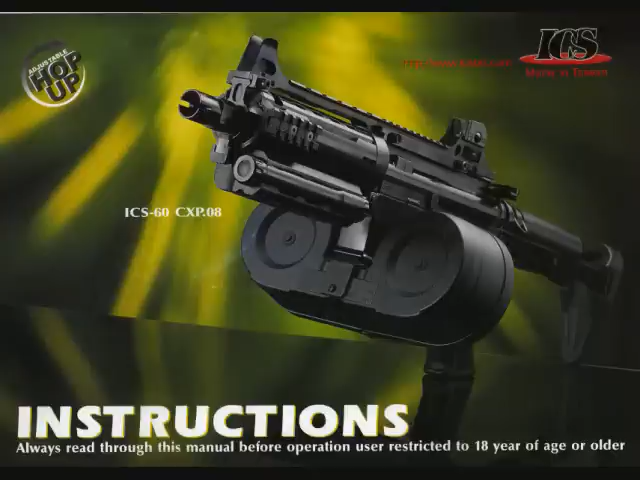 ADJUSTABLE
HOP
UP
ICS
MADE IN TAIWAN
ICS-60 CXP.08
INSTRUCTIONS
Always read through this manual before operation user restricted to 18 year of age or older